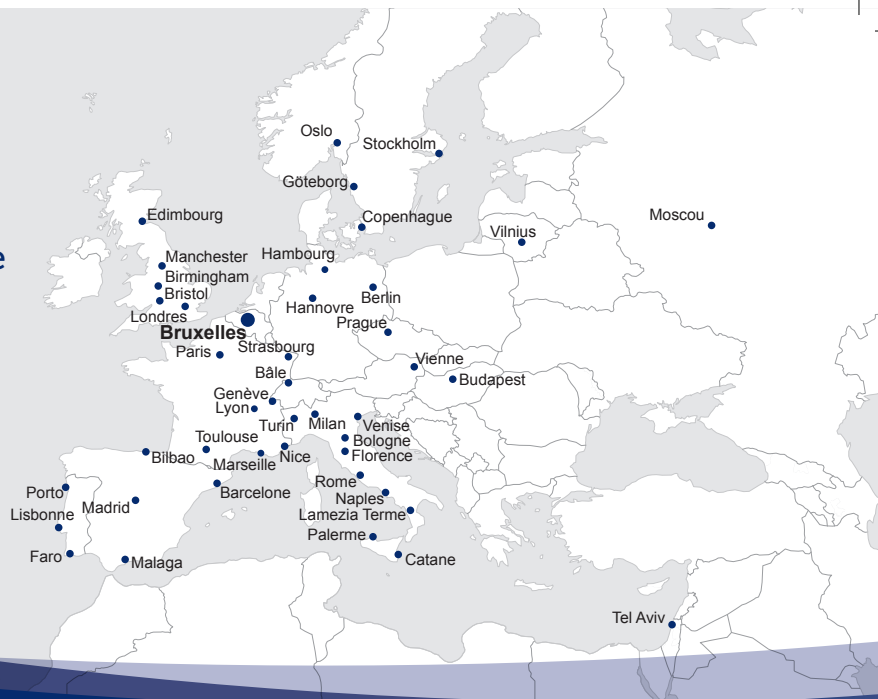 Oslo
Stockholm
Göteborg
Edimbourg
Copenhague
Moscou
Vilnius
e
Manchester
Hambourg
Birmingham
Bristol
Berlin
Hannovre
Londres
Prague
Bruxelles
Strasbourg
Paris
Vienne
Bâle
Budapest
Genève
Lyon
Turin
Milan
Venise
Toulouse
Bologne
Bilbao
Marseille
Nice
Florence
Rome
Porto
Barcelone
Naples
Madrid
Lisbonne
Lamezia Terme
Palerme
Faro
Malaga
Catane
Tel Aviv